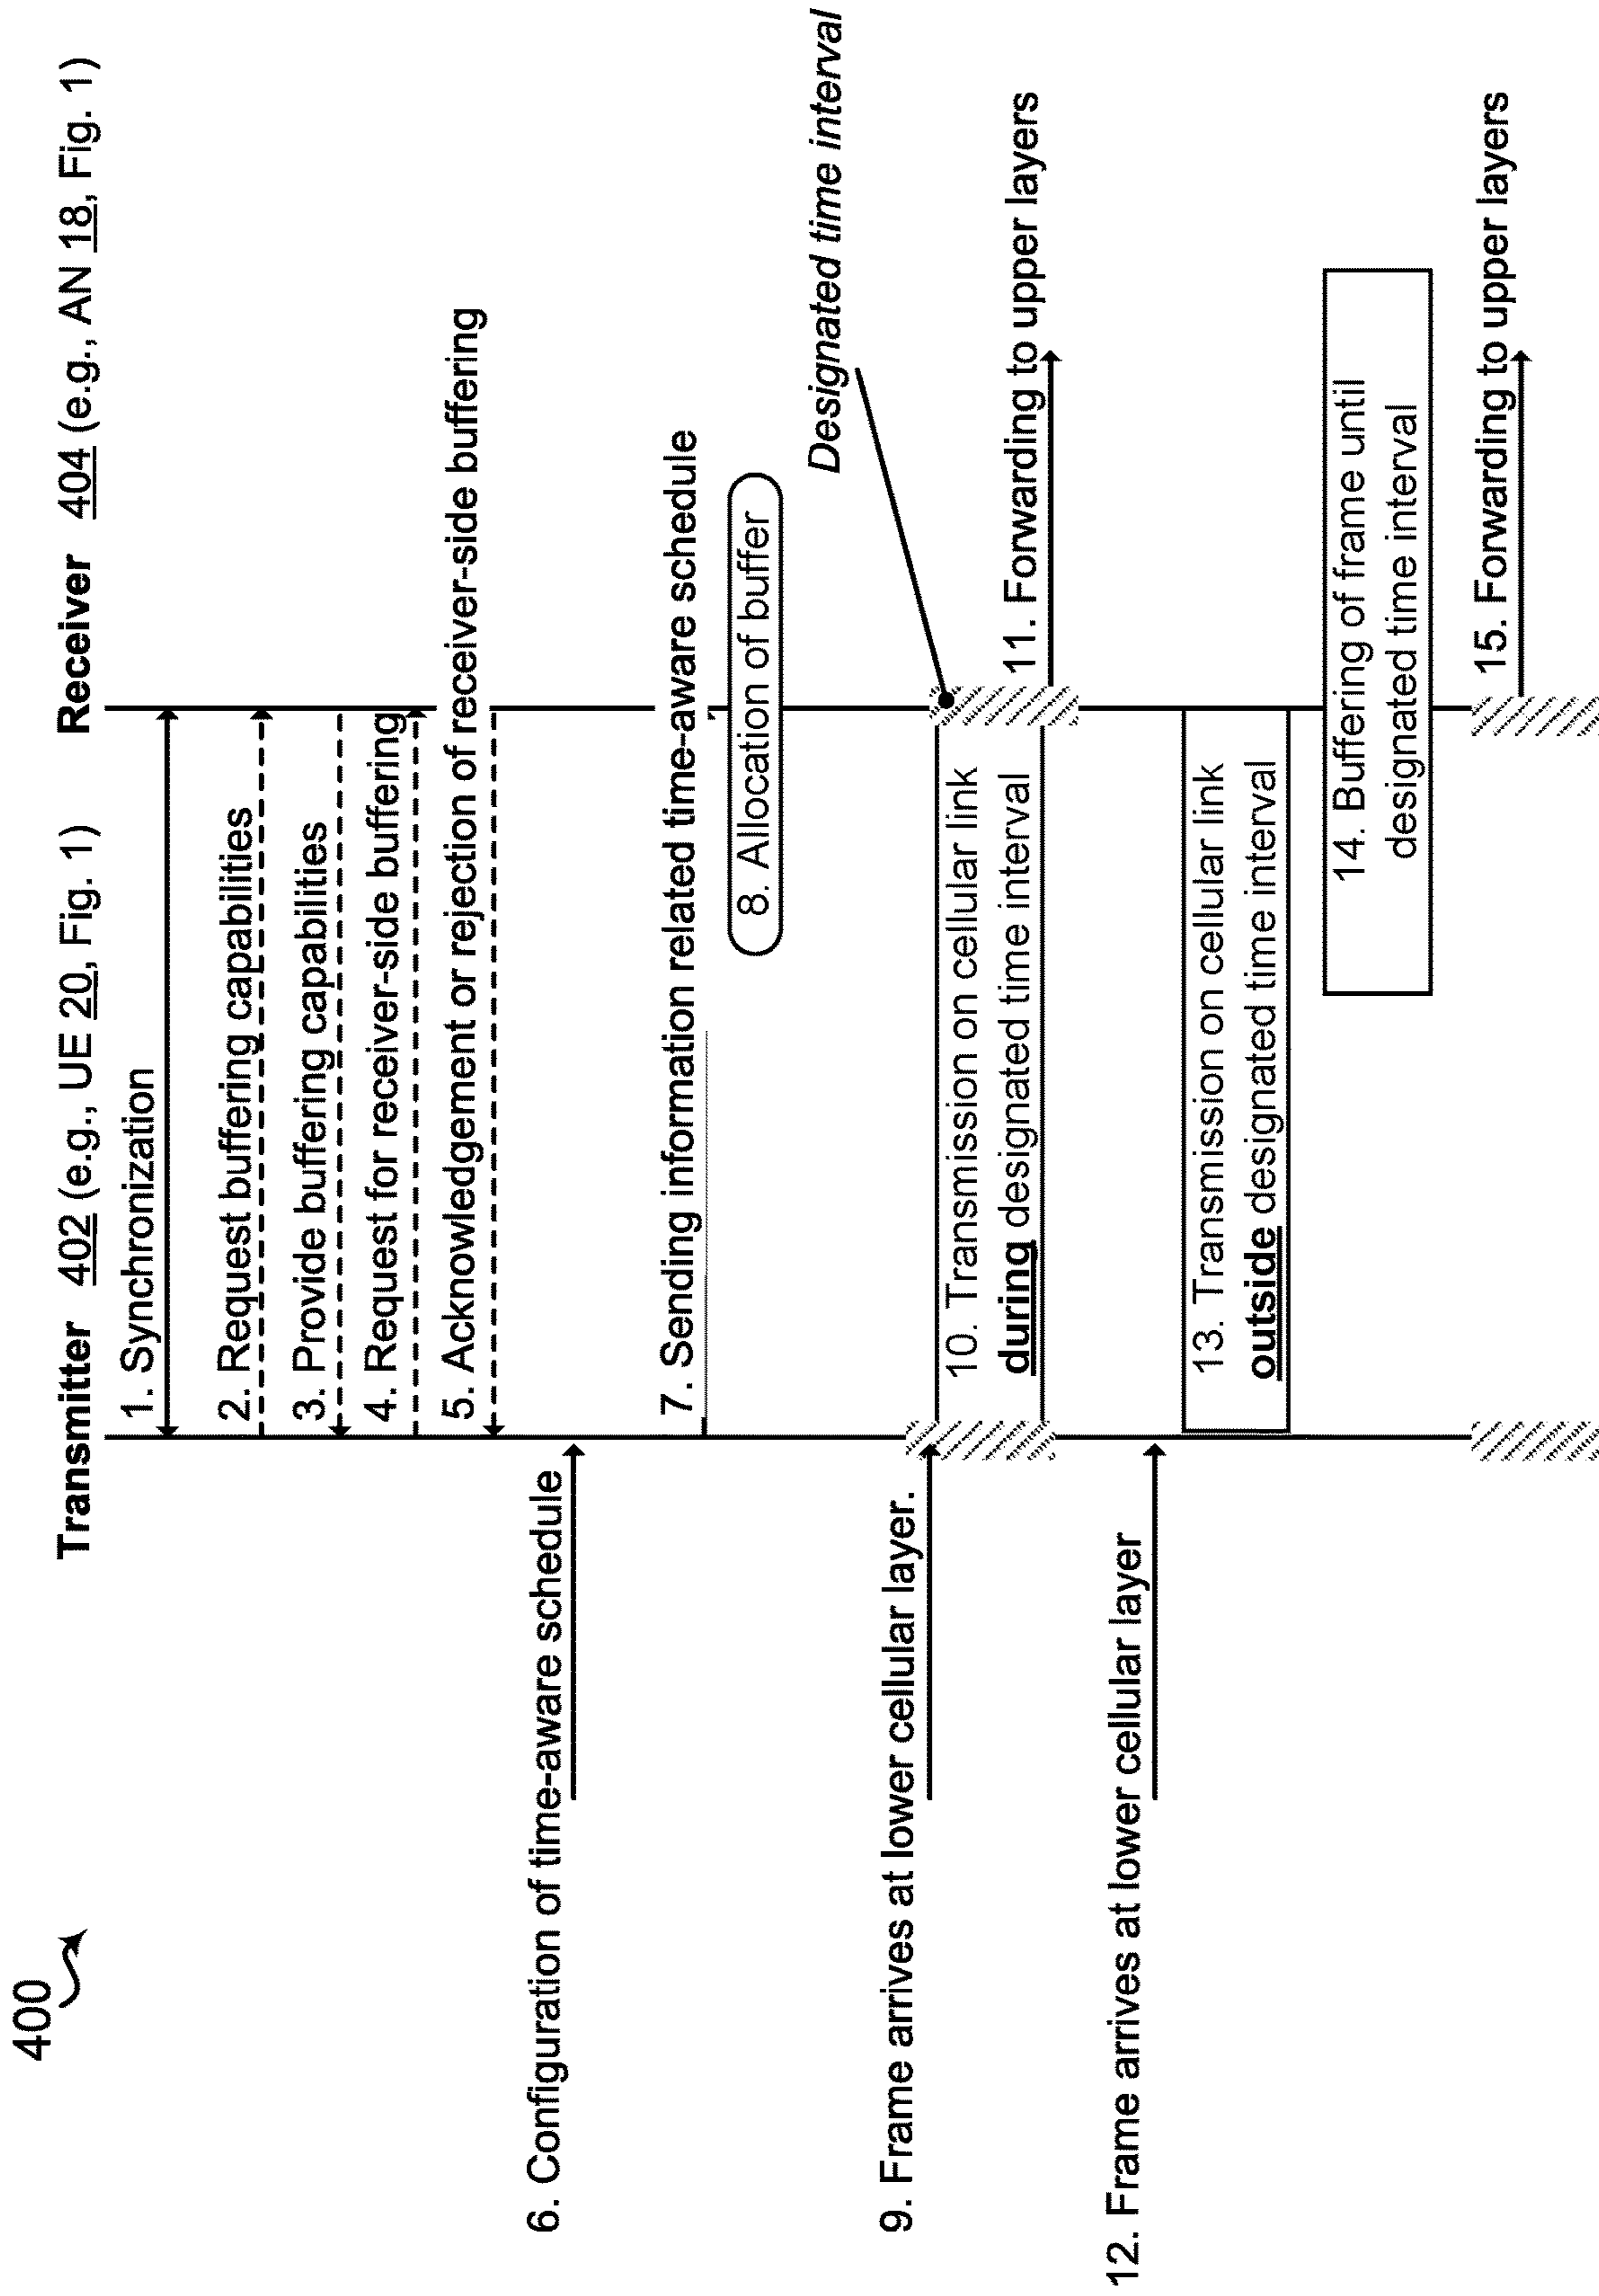 400
Transmitter 402 (e.g., UE 20, Fig. 1)
Receiver 404 (e.g., AN 18, Fig. 1)
1. Synchronization
2. Request buffering capabilities
3. Provide buffering capabilities
4. Request for receiver-side buffering
5. Acknowledgement or rejection of receiver-side buffering
6. Configuration of time-aware schedule
7. Sending information related time-aware schedule
8. Allocation of buffer
Designated time interval
9. Frame arrives at lower cellular layer.
10. Transmission on cellular link
during designated time interval
11. Forwarding to upper layers
12. Frame arrives at lower cellular layer
13. Transmission on cellular link
outside designated time interval
14. Buffering of frame until
designated time interval
15. Forwarding to upper layers